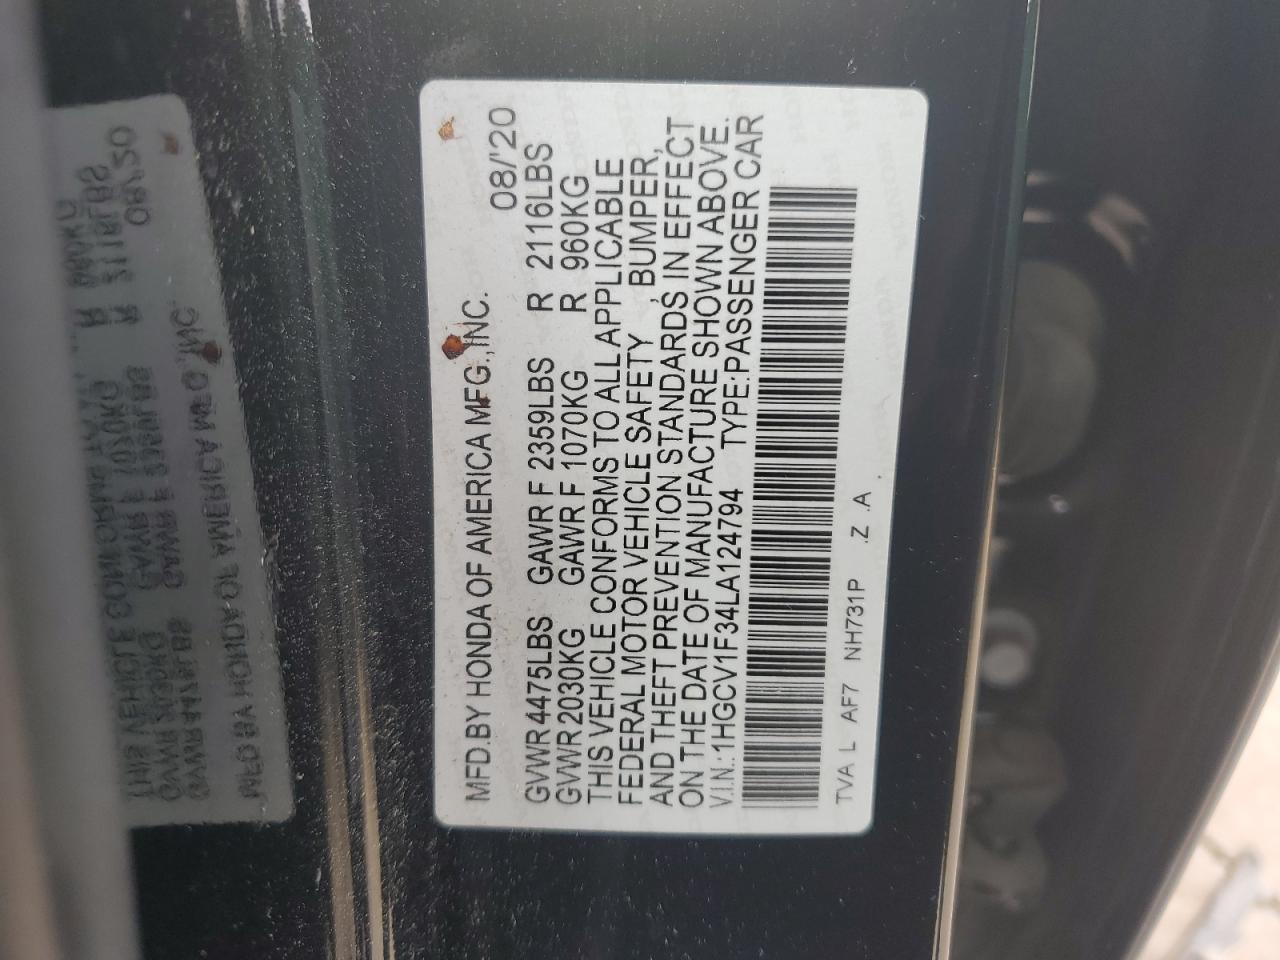 MFD.BY HONDA OF AMERICA MFG.,INC. 08/'20
GVWR 4475LBS GAWR F 2359LBS R 2116LBS
GVWR 2030KG GAWR F 1070KG R 960KG
THIS VEHICLE CONFORMS TO ALL APPLICABLE
FEDERAL MOTOR VEHICLE SAFETY, BUMPER,
AND THEFT PREVENTION STANDARDS, IN EFFECT
ON THE DATE OF MANUFACTURE SHOWN ABOVE.
V.I.N.:1HGCV1F34LA124794 TYPE:PASSENGER CAR
TVA L AF7 NH731P .Z .A .